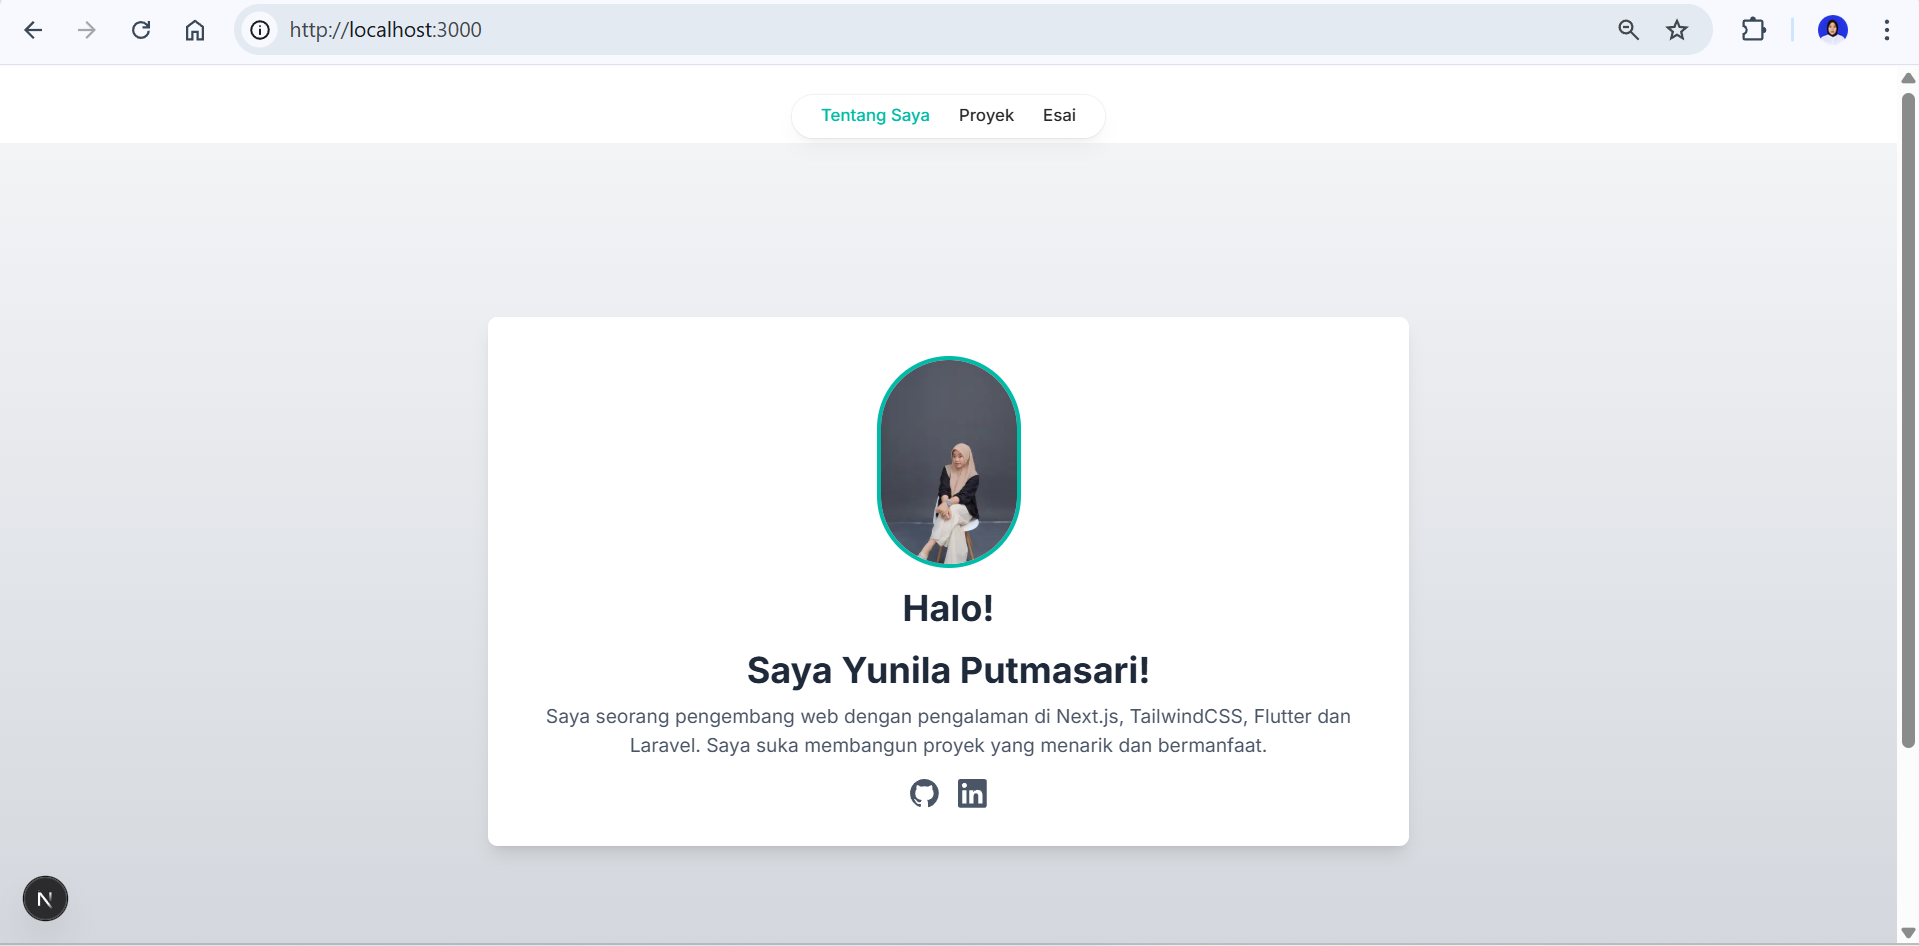 http://localhost:3000
Tentang Saya Proyek Esai
Halo!
Saya Yunila Putmasari!
Saya seorang pengembang web dengan pengalaman di Next.js, TailwindCSS, Flutter dan
Laravel. Saya suka membangun proyek yang menarik dan bermanfaat.
in
N